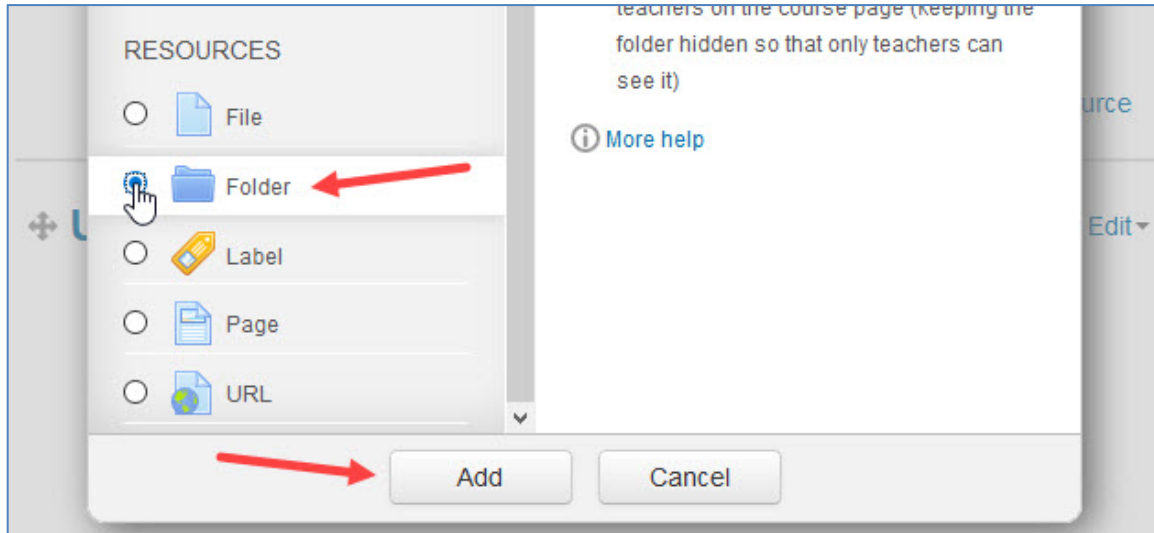 teachers on the course page (keeping the
folder hidden so that only teachers can
see it)
More help
RESOURCES
File
Folder
Label
Page
URL
Add
Cancel
Edit